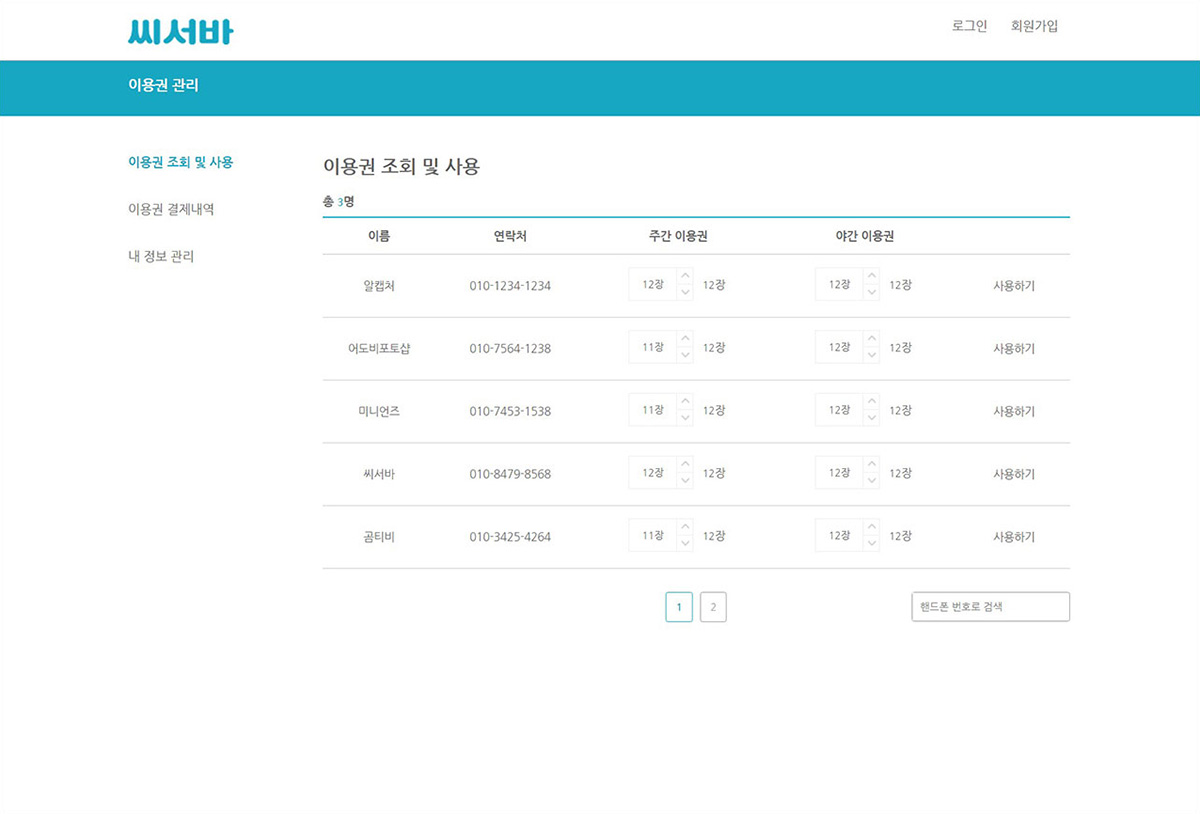 씨서바
로그인 회원가입
이용권 관리
이용권 조회 및 사용
이용권 결제내역
내 정보 관리
이용권 조회 및 사용
총 3명
이름 연락처 주간 이용권 야간 이용권
알캡처 010-1234-1234 12장 12장 12장 12장 사용하기
어도비포토샵 010-7564-1238 11장 12장 12장 12장 사용하기
미니언즈 010-7453-1538 11장 12장 12장 12장 사용하기
씨서바 010-8479-8568 12장 12장 12장 12장 사용하기
곰티비 010-3425-4264 11장 12장 12장 12장 사용하기
1 2
핸드폰 번호로 검색